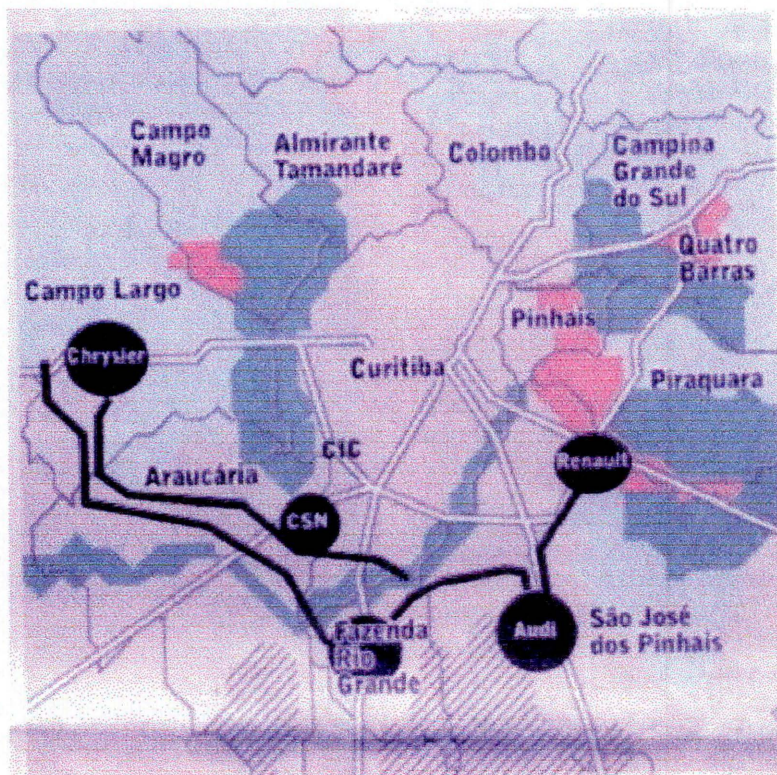 Campo
Magro
Almirante
Tamandaré
Colombo
Campina
Grande
do Sul
Quatro
Barras
Campo Largo
Pinhais
Chrysler
Curitiba
Piraquara
CIC
Renault
Araucária
CSN
Fazenda
Rio
Grande
Audi
São José
dos Pinhais